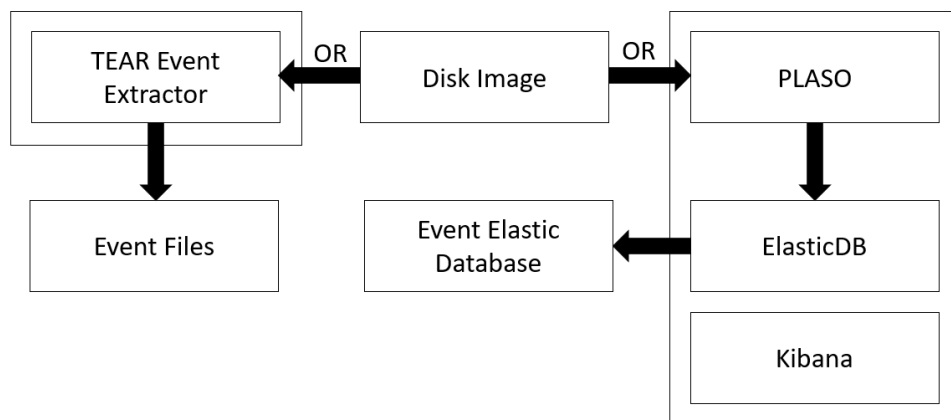 TEAR Event
Extractor
OR
Disk Image
OR
PLASO
Event Files
Event Elastic
Database
ElasticDB
Kibana